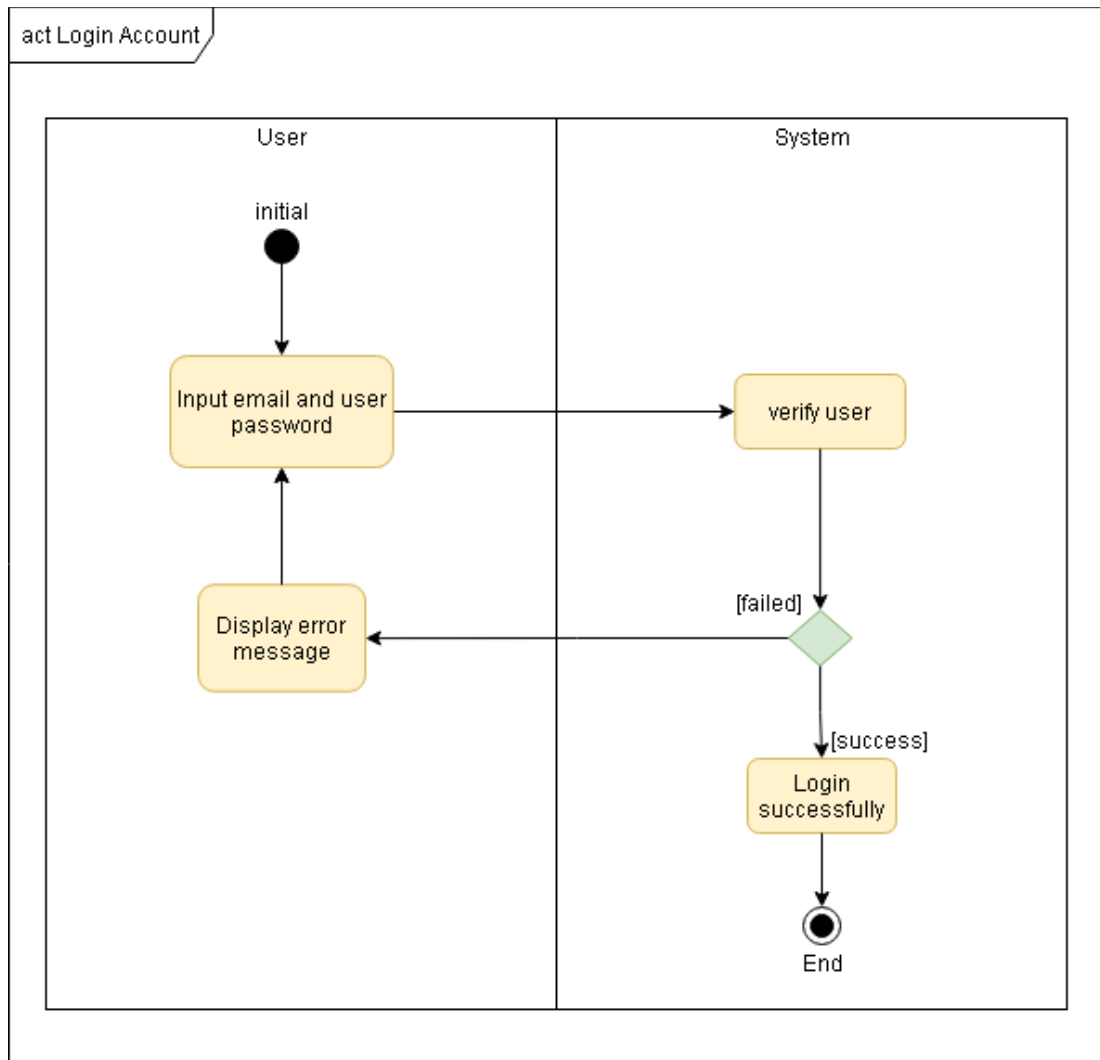 act Login Account
User
System
initial
Input email and user
password
verify user
[failed]
Display error
message
[success]
Login
successfully
End